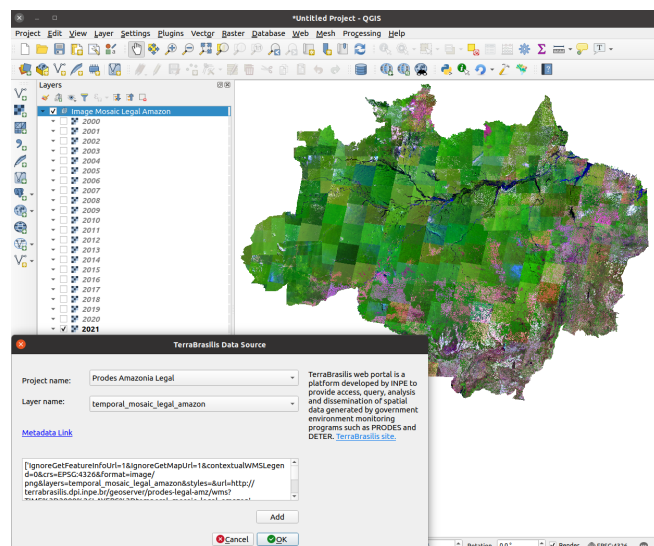 *Untitled Project - QGIS
Project Edit View Layer Settings Plugins Vector Raster Database Web Mesh Processing Help
Layers
Image Mosaic Legal Amazon
2000
2001
2002
2003
2004
2005
2006
2007
2008
2009
2010
2011
2012
2013
2014
2015
2016
2017
2018
2019
2020
2021
TerraBrasilis Data Source
Project name:
Prodes Amazonia Legal
Layer name:
temporal_mosaic_legal_amazon
Metadata Link
TerraBrasilis web portal is a
platform developed by INPE to
provide access, query, analysis
and dissemination of spatial
data generated by government
environment monitoring
programs such as PRODES and
DETER. TerraBrasilis site.
['IgnoreGetFeatureInfoUrl=1&IgnoreGetMapUrl=1&contextualWMSLegen
d=0&crs=EPSG:4326&format=image/
png&layers=temporal_mosaic_legal_amazon&styles=&url=http://
terrabrasilis.dpi.inpe.br/geoserver/prodes-legal-amz/wms?
Add
Cancel
OK
Rotation 0,0°
Render
EPSG:4326